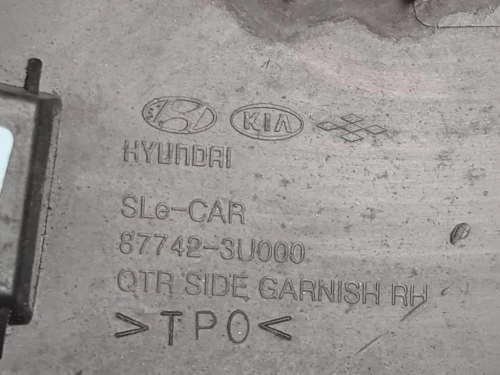 KIA
HYUNDAI
SLe-CAR
87742-3U000
QTR SIDE GARNISH RH
>TPO<